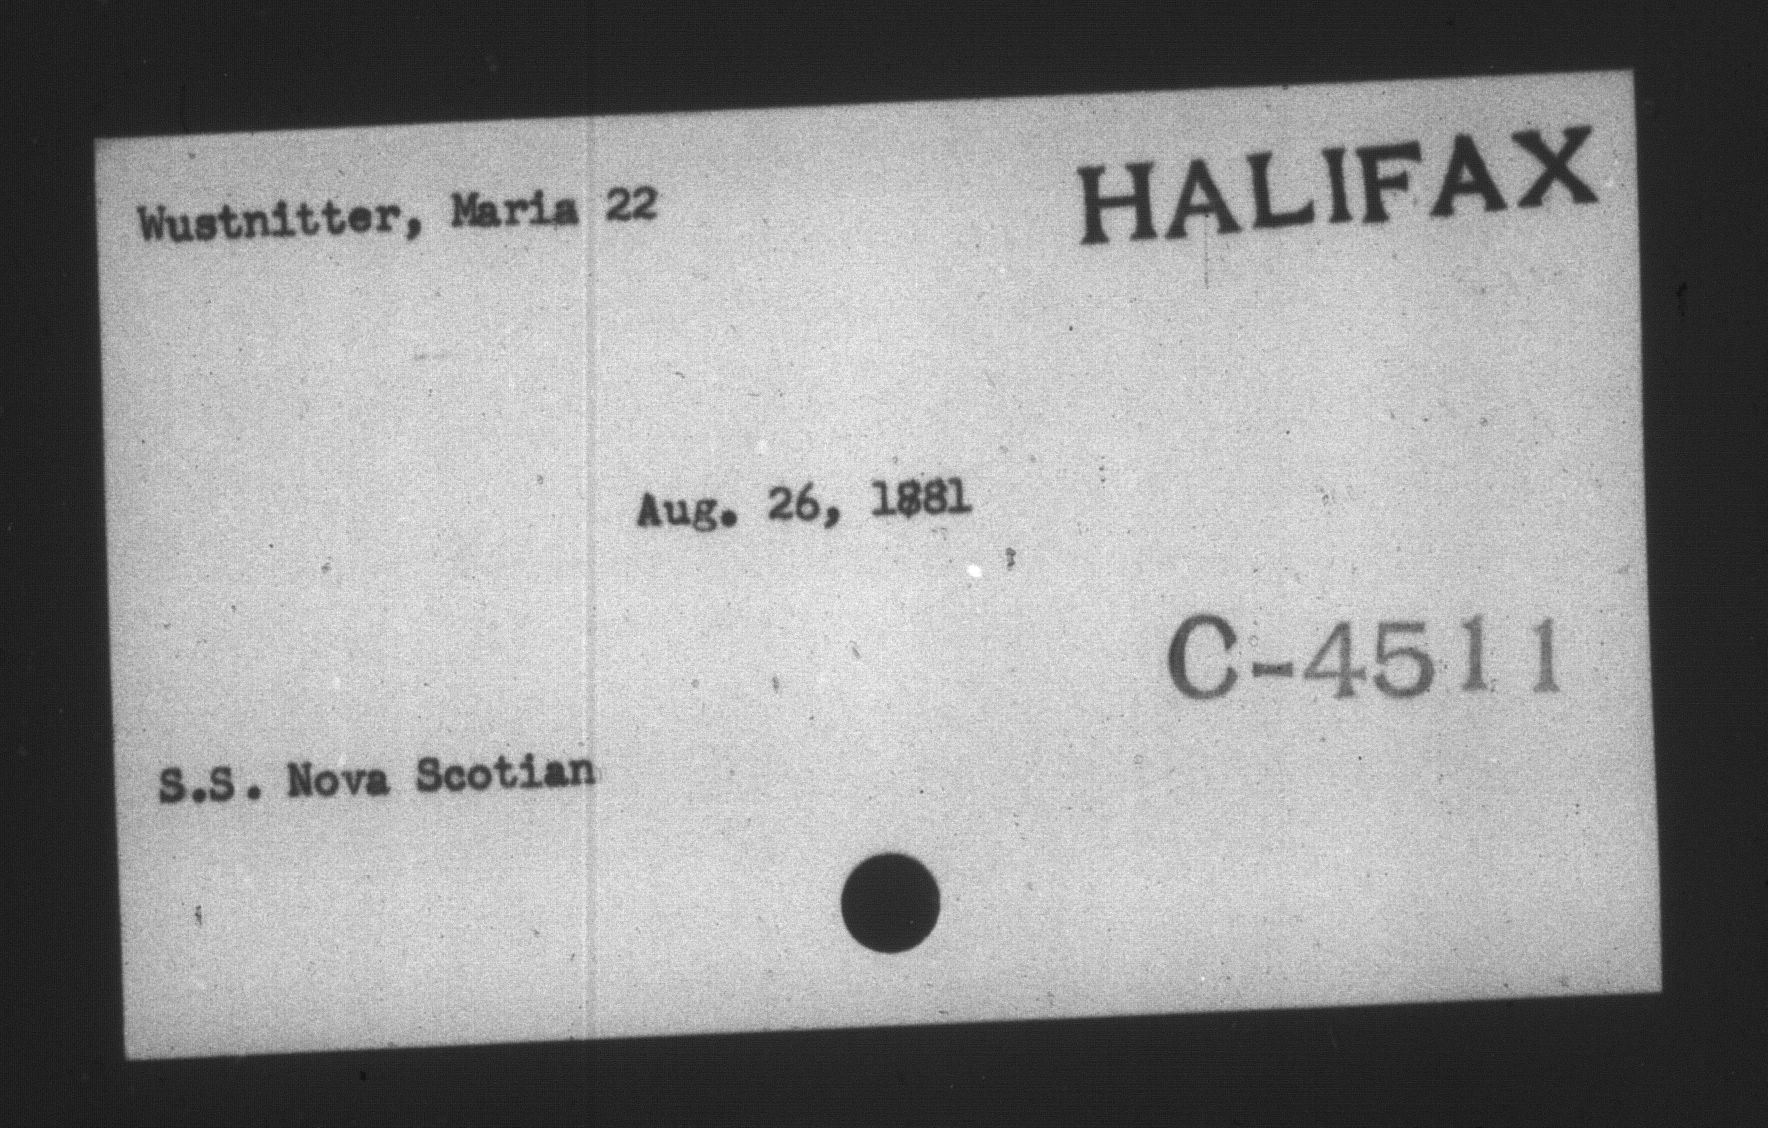 HALIFAX
Wustnitter, Maria 22
Aug. 26, 1881
C-4511
S.S. Nova Scotian